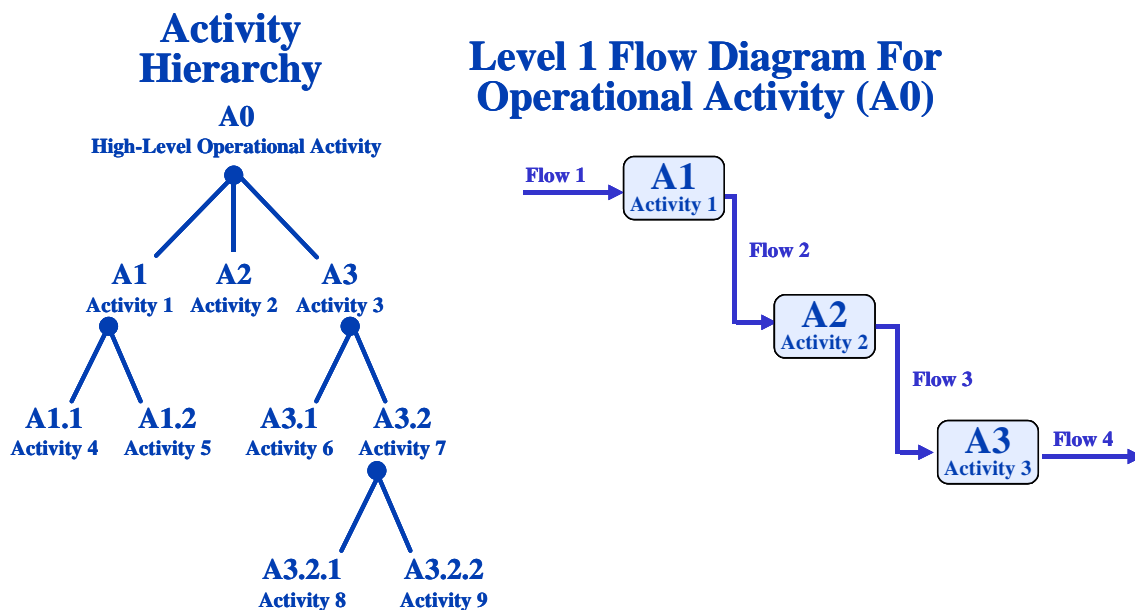 Activity
Hierarchy
A0
High-Level Operational Activity
A1
Activity 1
A2
Activity 2
A3
Activity 3
A1.1
Activity 4
A1.2
Activity 5
A3.1
Activity 6
A3.2
Activity 7
A3.2.1
Activity 8
A3.2.2
Activity 9
Level 1 Flow Diagram For
Operational Activity (A0)
Flow 1
A1
Activity 1
Flow 2
A2
Activity 2
Flow 3
A3
Activity 3
Flow 4